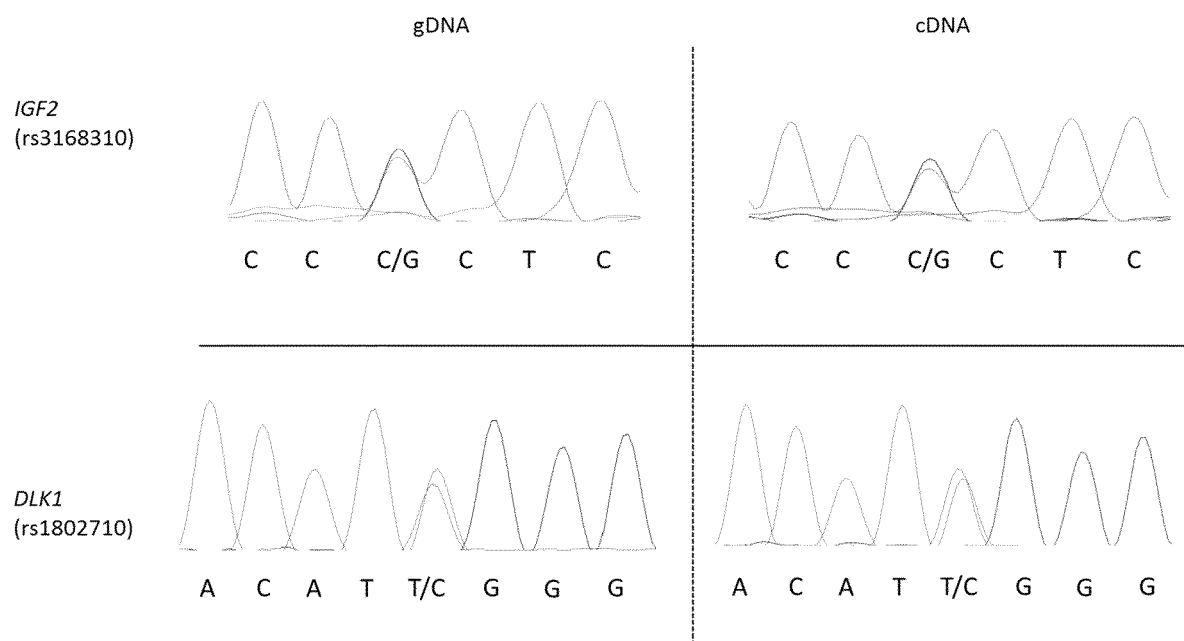 gDNA cDNA
IGF2
(rs3168310)
C C C/G C T C C C C/G C T C
DLK1
(rs1802710)
A C A T T/C G G G A C A T T/C G G G